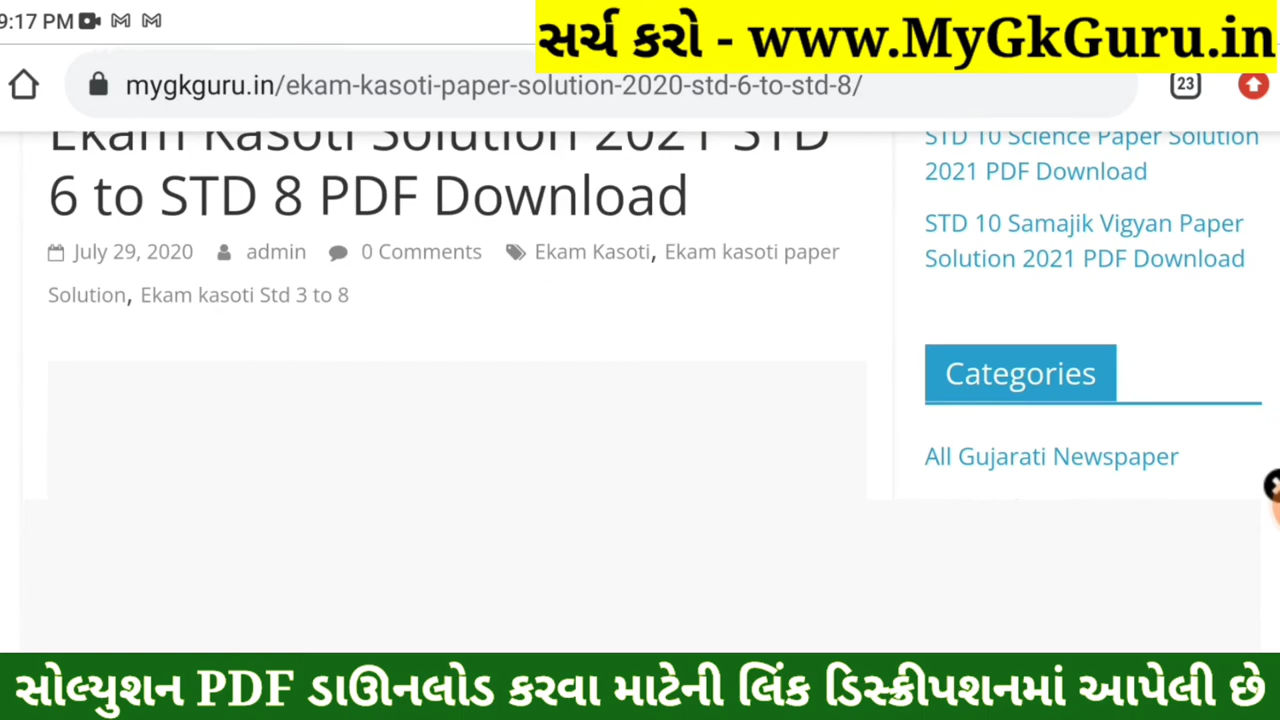 9:17 PM
સર્ચ કરો - www.MyGkGuru.in
mygkguru.in/ekam-kasoti-paper-solution-2020-std-6-to-std-8/
23
Ekam Kasoti Solution 2021 STD
6 to STD 8 PDF Download
July 29, 2020 admin 0 Comments Ekam Kasoti, Ekam kasoti paper
Solution, Ekam kasoti Std 3 to 8
STD 10 Science Paper Solution
2021 PDF Download
STD 10 Samajik Vigyan Paper
Solution 2021 PDF Download
Categories
All Gujarati Newspaper
સોલ્યુશન PDF ડાઊનલોડ કરવા માટેની લિંક ડિસ્ક્રીપશનમાં આપેલી છે